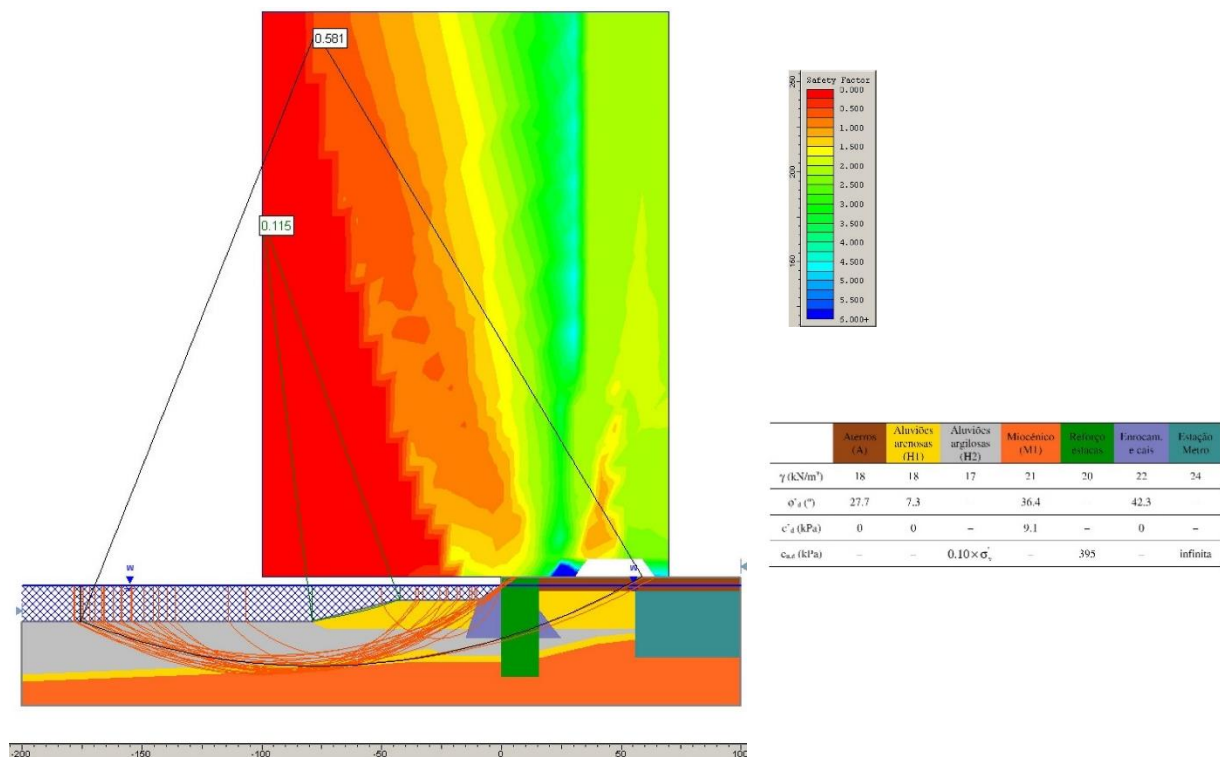 0.581
0.115
Safety Factor
0.000
0.500
1.000
1.500
2.000
2.500
3.000
3.500
4.000
4.500
5.000
5.500
6.000+
200
160
W
W
Aterros (A) Aluviões arenosas (H1) Aluviões argilosas (H2) Miocénico (M1) Reforço estacas Enrocam. e cais Estação Metro
γ (kN/m³) 18 18 17 21 20 22 24
φ'd (°) 27.7 7.3 – 36.4 42.3
c'd (kPa) 0 0 – 9.1 – 0 –
cu,d (kPa) – – 0.10 × σ'v – 395 – infinita
-200 -150 -100 -50 0 50 100